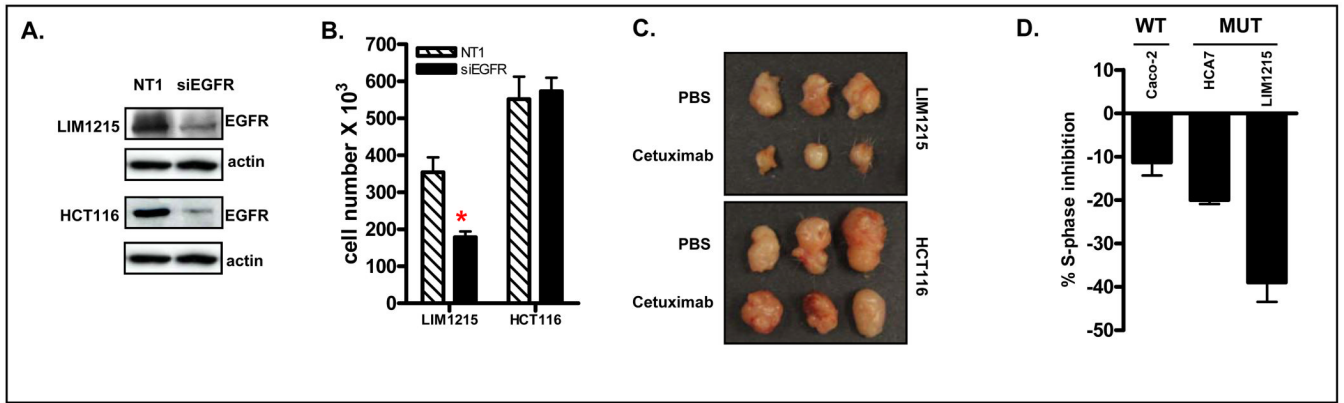 A.
NT1 siEGFR
LIM1215
EGFR
actin
HCT116
EGFR
actin
B.
cell number X 10³
700
600
500
400
300
200
100
0
NT1
siEGFR
*
LIM1215
HCT116
C.
PBS
Cetuximab
LIM1215
PBS
Cetuximab
HCT116
D.
WT MUT
Caco-2
HCA7
LIM1215
% S-phase inhibition
10
0
-10
-20
-30
-40
-50